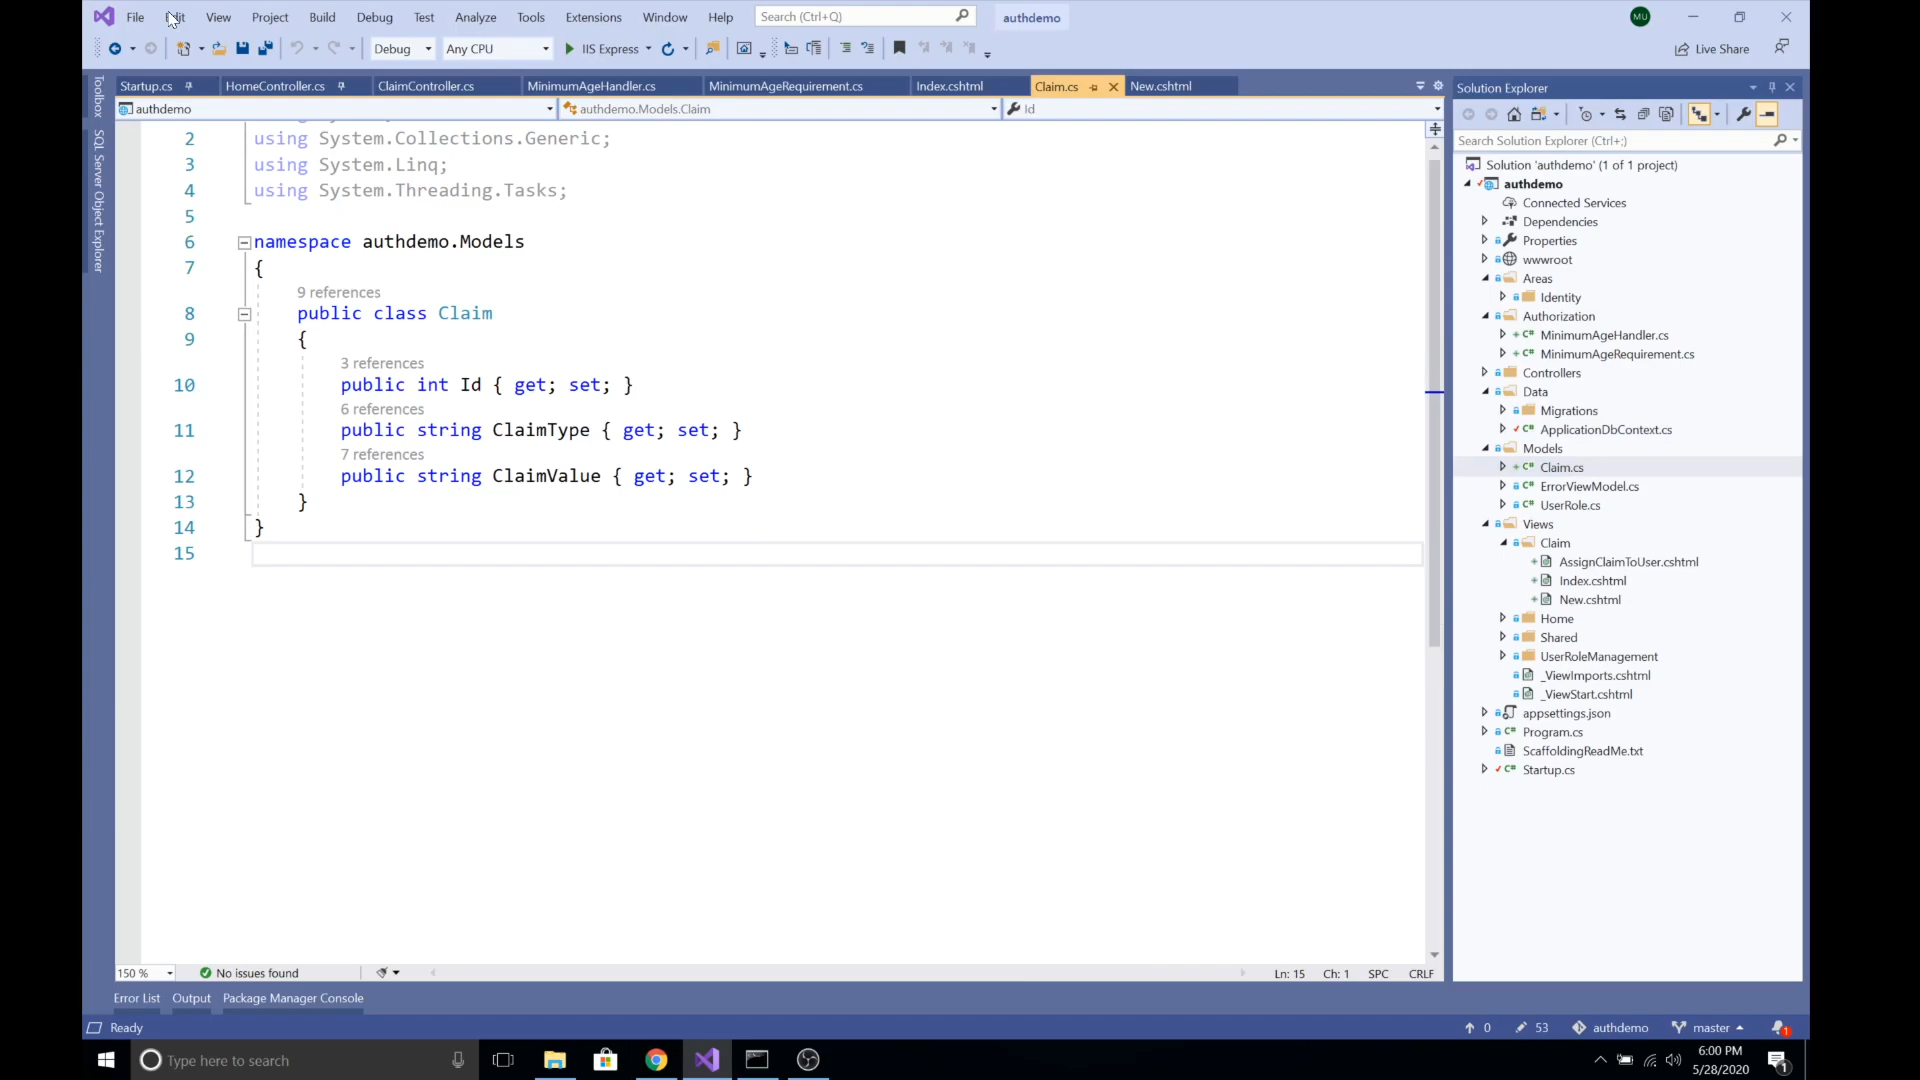 File Edit View Project Build Debug Test Analyze Tools Extensions Window Help Search (Ctrl+Q) authdemo MU
Debug Any CPU IIS Express Live Share
Startup.cs HomeController.cs ClaimController.cs MinimumAgeHandler.cs MinimumAgeRequirement.cs Index.cshtml Claim.cs New.cshtml
authdemo authdemo.Models.Claim Id
Toolbox
SQL Server Object Explorer
2 using System.Collections.Generic;
3 using System.Linq;
4 using System.Threading.Tasks;
5
6 namespace authdemo.Models
7 {
9 references
8 public class Claim
9 {
3 references
10 public int Id { get; set; }
6 references
11 public string ClaimType { get; set; }
7 references
12 public string ClaimValue { get; set; }
13 }
14 }
15
150 % No issues found Ln: 15 Ch: 1 SPC CRLF
Solution Explorer
Search Solution Explorer (Ctrl+;)
Solution 'authdemo' (1 of 1 project)
authdemo
Connected Services
Dependencies
Properties
wwwroot
Areas
Identity
Authorization
MinimumAgeHandler.cs
MinimumAgeRequirement.cs
Controllers
Data
Migrations
ApplicationDbContext.cs
Models
Claim.cs
ErrorViewModel.cs
UserRole.cs
Views
Claim
AssignClaimToUser.cshtml
Index.cshtml
New.cshtml
Home
Shared
UserRoleManagement
_ViewImports.cshtml
_ViewStart.cshtml
appsettings.json
Program.cs
ScaffoldingReadMe.txt
Startup.cs
Error List Output Package Manager Console
Ready 0 53 authdemo master 1
Type here to search 6:00 PM
5/28/2020 1